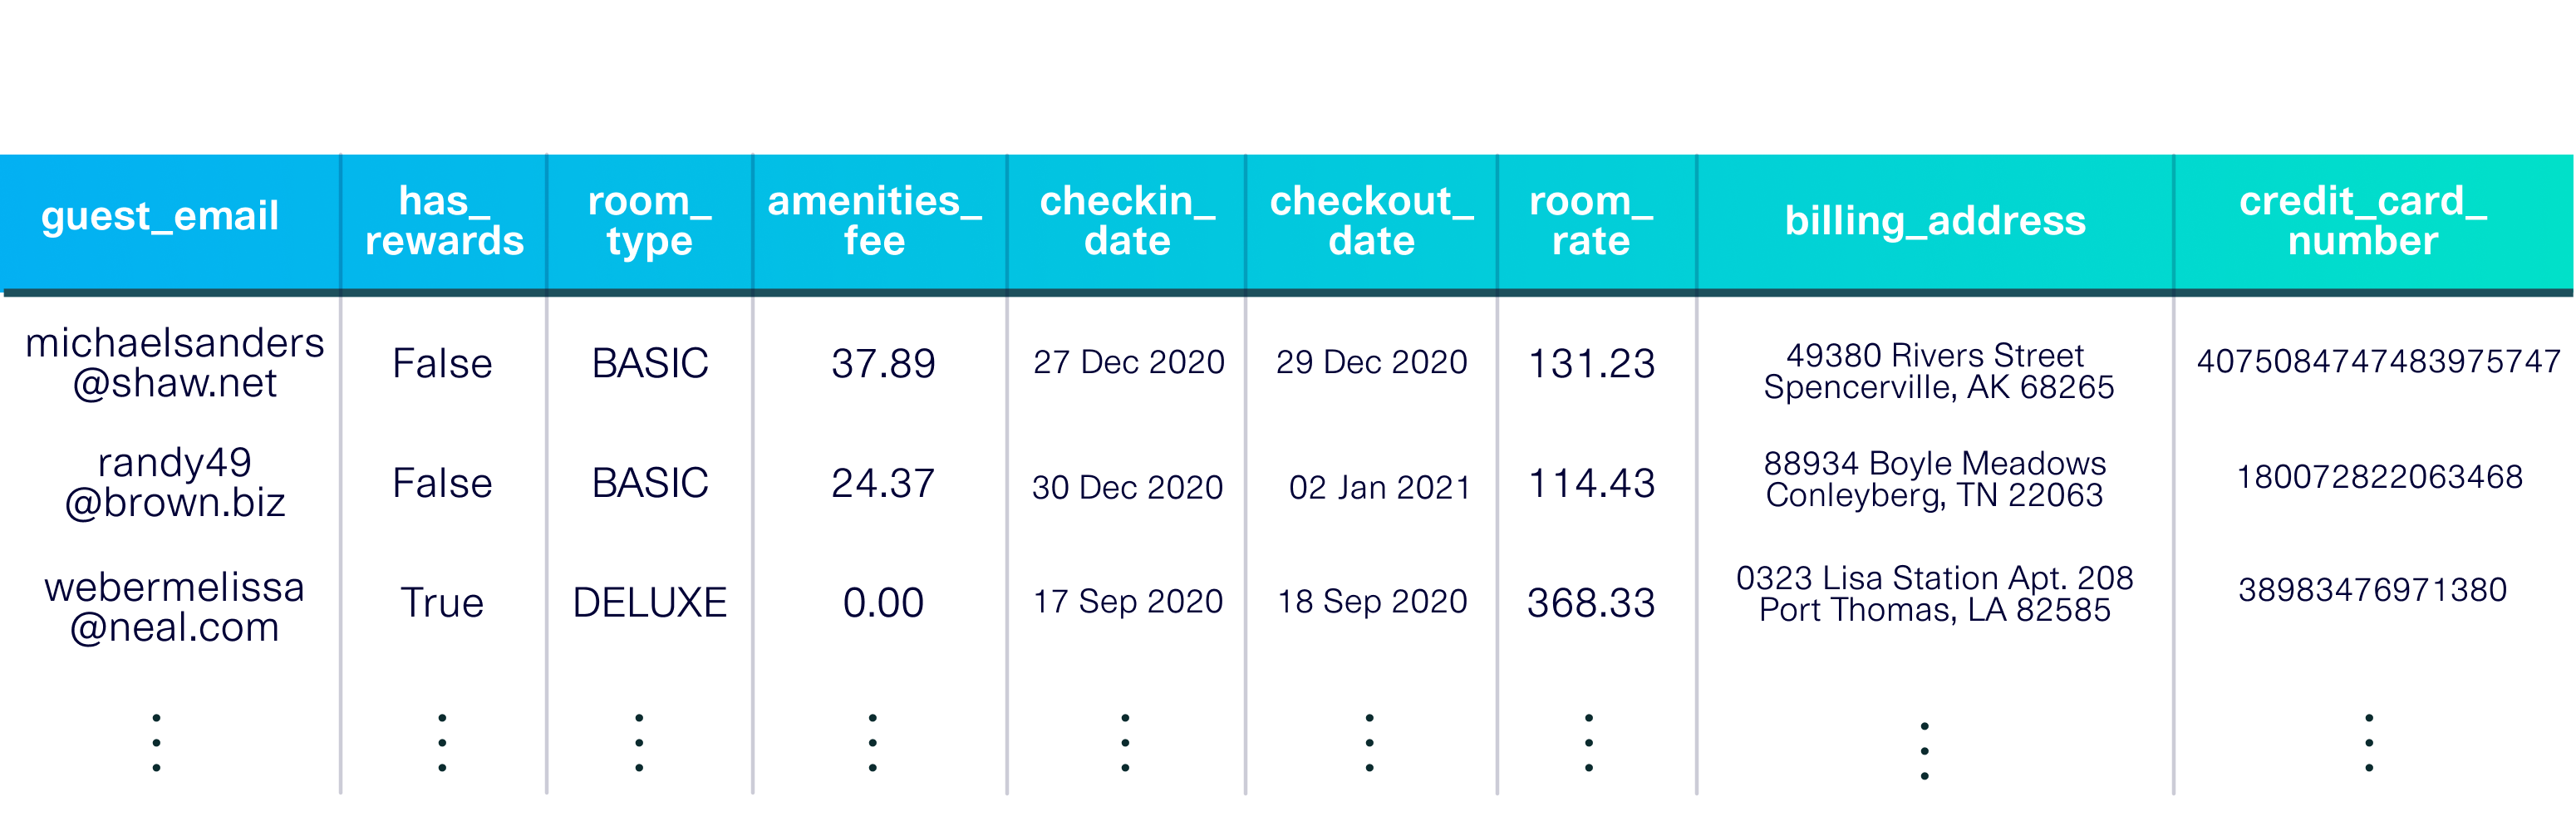 guest_email has_ rewards room_ type amenities_ fee checkin_ date checkout_ date room_ rate billing_address credit_card_ number
michaelsanders @shaw.net False BASIC 37.89 27 Dec 2020 29 Dec 2020 131.23 49380 Rivers Street Spencerville, AK 68265 4075084747483975747
randy49 @brown.biz False BASIC 24.37 30 Dec 2020 02 Jan 2021 114.43 88934 Boyle Meadows Conleyberg, TN 22063 180072822063468
webermelissa @neal.com True DELUXE 0.00 17 Sep 2020 18 Sep 2020 368.33 0323 Lisa Station Apt. 208 Port Thomas, LA 82585 38983476971380